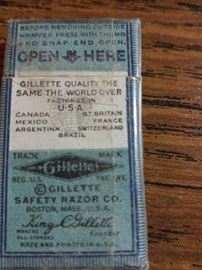 BEFORE REMOVING OUTSIDE
WRAPPER PRESS WITH THUMB
AND SNAP END OPEN.
OPEN HERE
GILLETTE QUALITY THE
SAME THE WORLD OVER
FACTORIES IN
U·S·A
CANADA GT. BRITAIN
MEXICO FRANCE
ARGENTINA SWITZERLAND
BRAZIL
TRADE MARK
Gillette
REG. U.S. PAT. OFF.
© GILLETTE
SAFETY RAZOR CO.
BOSTON, MASS., U.S.A.
King C Gillette
Founder
MADE AND PRINTED IN U.S.A.